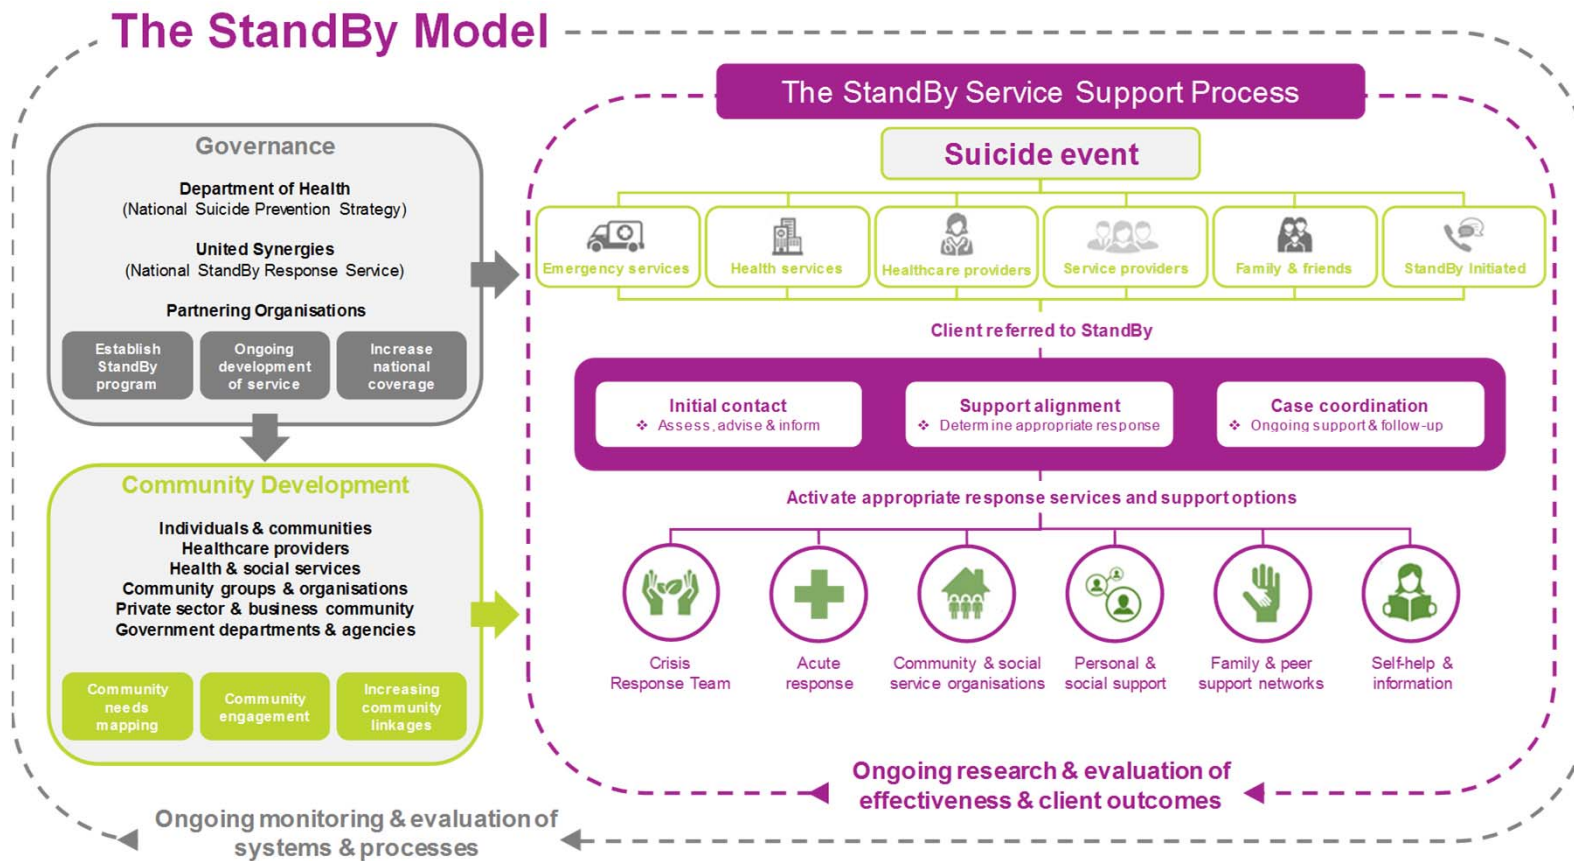 The StandBy Model
Governance
Department of Health
(National Suicide Prevention Strategy)
United Synergies
(National StandBy Response Service)
Partnering Organisations
Establish
StandBy
program
Ongoing
development
of service
Increase
national
coverage
Community Development
Individuals & communities
Healthcare providers
Health & social services
Community groups & organisations
Private sector & business community
Government departments & agencies
Community
needs
mapping
Community
engagement
Increasing
community
linkages
The StandBy Service Support Process
Suicide event
Emergency services
Health services
Healthcare providers
Service providers
Family & friends
StandBy Initiated
Client referred to StandBy
Initial contact
❖ Assess, advise & inform
Support alignment
❖ Determine appropriate response
Case coordination
❖ Ongoing support & follow-up
Activate appropriate response services and support options
Crisis
Response Team
Acute
response
Community & social
service organisations
Personal &
social support
Family & peer
support networks
Self-help &
information
Ongoing research & evaluation of
effectiveness & client outcomes
Ongoing monitoring & evaluation of
systems & processes